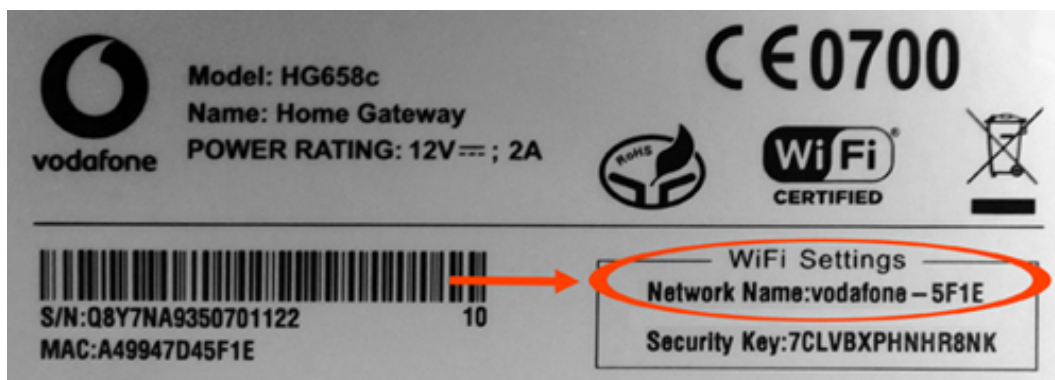 Model: HG658c
Name: Home Gateway
POWER RATING: 12V⎓; 2A
vodafone
CE0700
RoHS
WiFi®
CERTIFIED
S/N:Q8Y7NA9350701122 10
MAC:A49947D45F1E
WiFi Settings
Network Name:vodafone – 5F1E
Security Key:7CLVBXPHNHR8NK